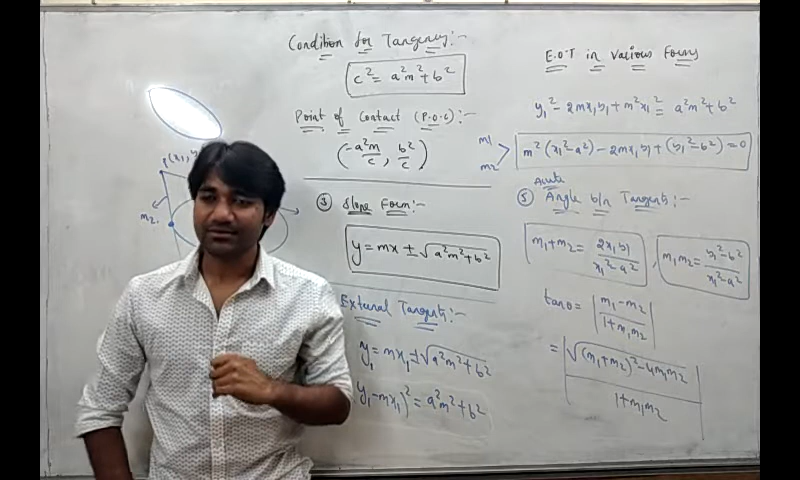 P(x₁, y
m₂
Condition for Tangency:-
c² = a²m² + b²
Point of Contact (P.O.C):-
(-a²m/c, b²/c)
③ Slope Form:-
y = mx ± √(a²m² + b²)
External Tangents:-
y₁ = mx₁ ± √(a²m² + b²)
y₁ - mx₁)² = a²m² + b²
E.O.T in Various Forms
y₁² - 2mx₁y₁ + m²x₁² = a²m² + b²
m1
m2
m²(x₁² - a²) - 2mx₁y₁ + (y₁² - b²) = 0
Acute
⑤ Angle b/n Tangents:-
m₁ + m₂ = 2x₁y₁/(x₁² - a²) , m₁m₂ = (y₁² - b²)/(x₁² - a²)
tanθ = |(m₁ - m₂)/(1 + m₁m₂)|
= |√((m₁ + m₂)² - 4m₁m₂)/(1 + m₁m₂)|